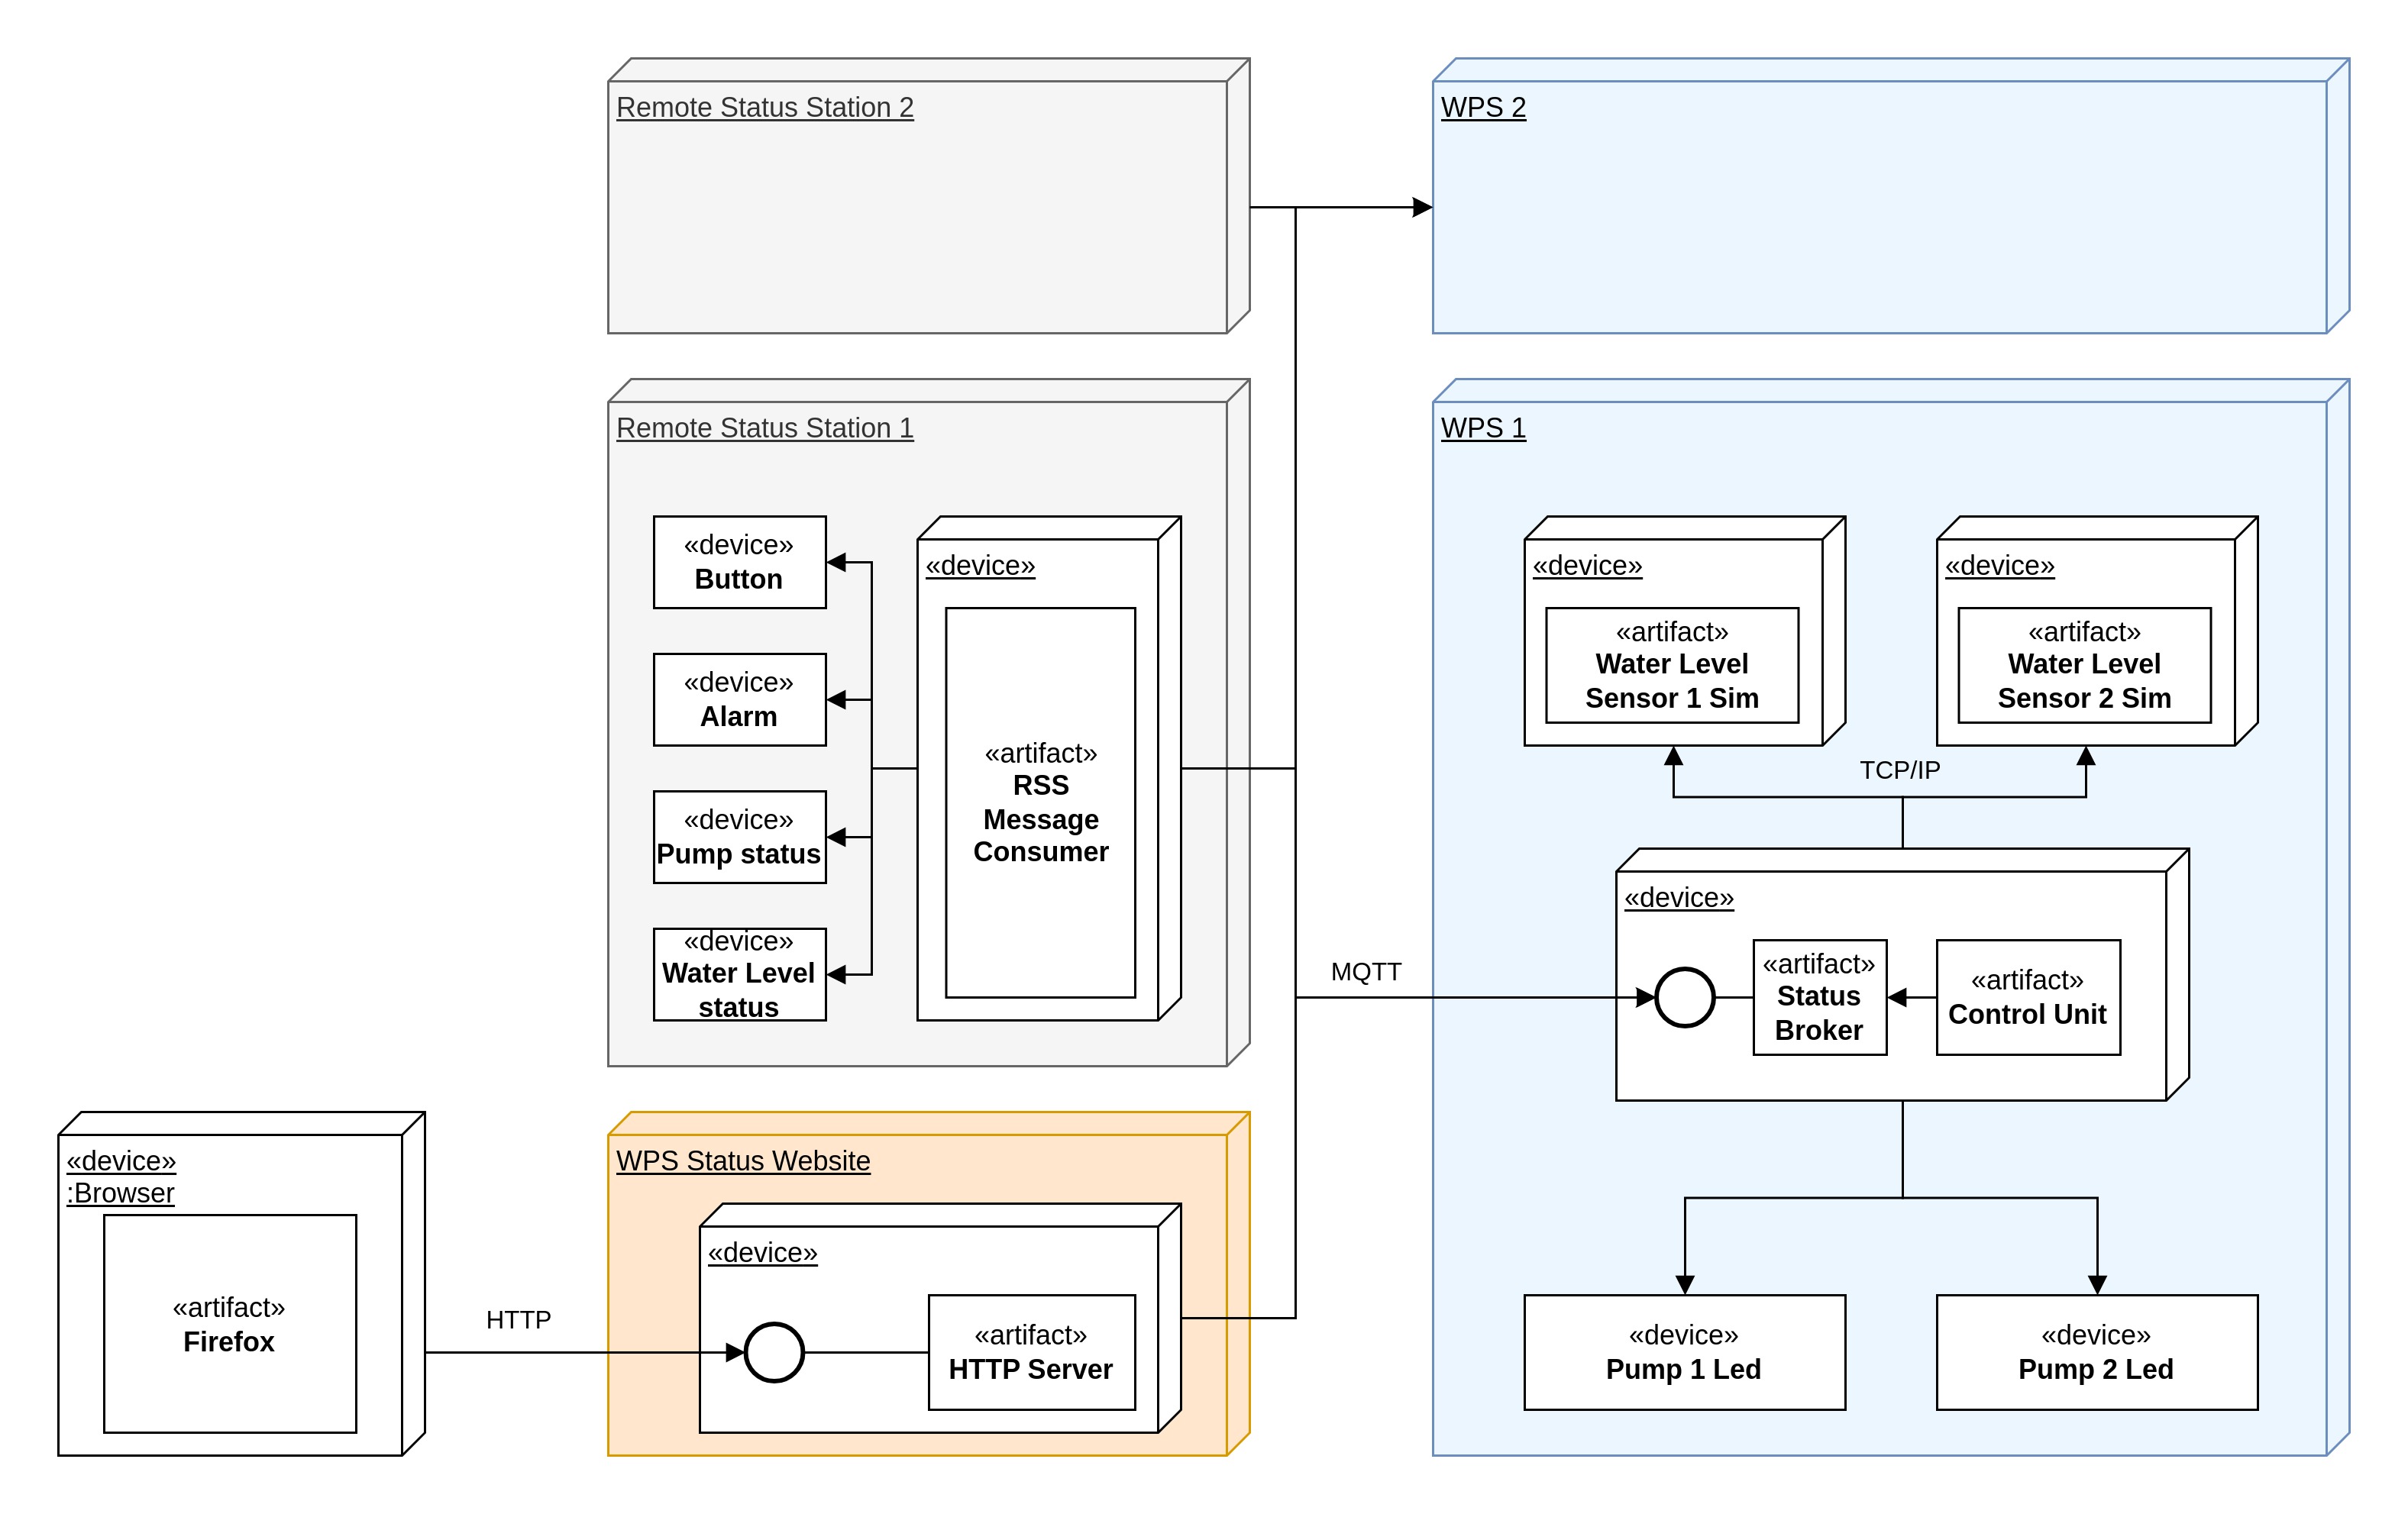 Remote Status Station 2
WPS 2
Remote Status Station 1
«device»
Button
«device»
Alarm
«device»
Pump status
«device»
Water Level
status
«device»
«artifact»
RSS
Message
Consumer
WPS 1
«device»
«artifact»
Water Level
Sensor 1 Sim
«device»
«artifact»
Water Level
Sensor 2 Sim
TCP/IP
MQTT
«device»
«artifact»
Status
Broker
«artifact»
Control Unit
«device»
Pump 1 Led
«device»
Pump 2 Led
«device»
:Browser
«artifact»
Firefox
HTTP
WPS Status Website
«device»
«artifact»
HTTP Server